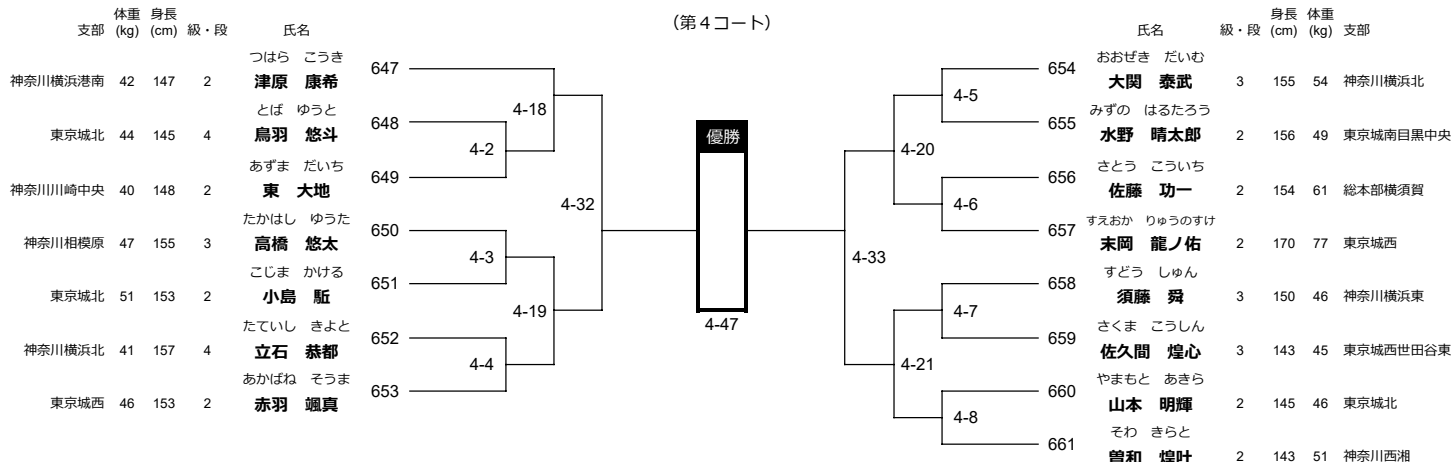 (第４コート)
支部 体重(kg) 身長(cm) 級・段 氏名
つはら こうき
神奈川横浜港南 42 147 2 津原 康希 647
とば ゆうと
東京城北 44 145 4 鳥羽 悠斗 648
あずま だいち
神奈川川崎中央 40 148 2 東 大地 649
たかはし ゆうた
神奈川相模原 47 155 3 高橋 悠太 650
こじま かける
東京城北 51 153 2 小島 駈 651
たていし きよと
神奈川横浜北 41 157 4 立石 恭都 652
あかばね そうま
東京城西 46 153 2 赤羽 颯真 653
4-18
4-2
4-32
4-3
4-19
4-4
優勝
4-47
氏名 級・段 身長(cm) 体重(kg) 支部
おおぜき だいむ
654 大関 泰武 3 155 54 神奈川横浜北
みずの はるたろう
655 水野 晴太郎 2 156 49 東京城南目黒中央
さとう こういち
656 佐藤 功一 2 154 61 総本部横須賀
すえおか りゅうのすけ
657 末岡 龍ノ佑 2 170 77 東京城西
すどう しゅん
658 須藤 舜 3 150 46 神奈川横浜東
さくま こうしん
659 佐久間 煌心 3 143 45 東京城西世田谷東
やまもと あきら
660 山本 明輝 2 145 46 東京城北
そわ きらと
661 曽和 煌叶 2 143 51 神奈川西湘
4-5
4-20
4-6
4-33
4-7
4-21
4-8